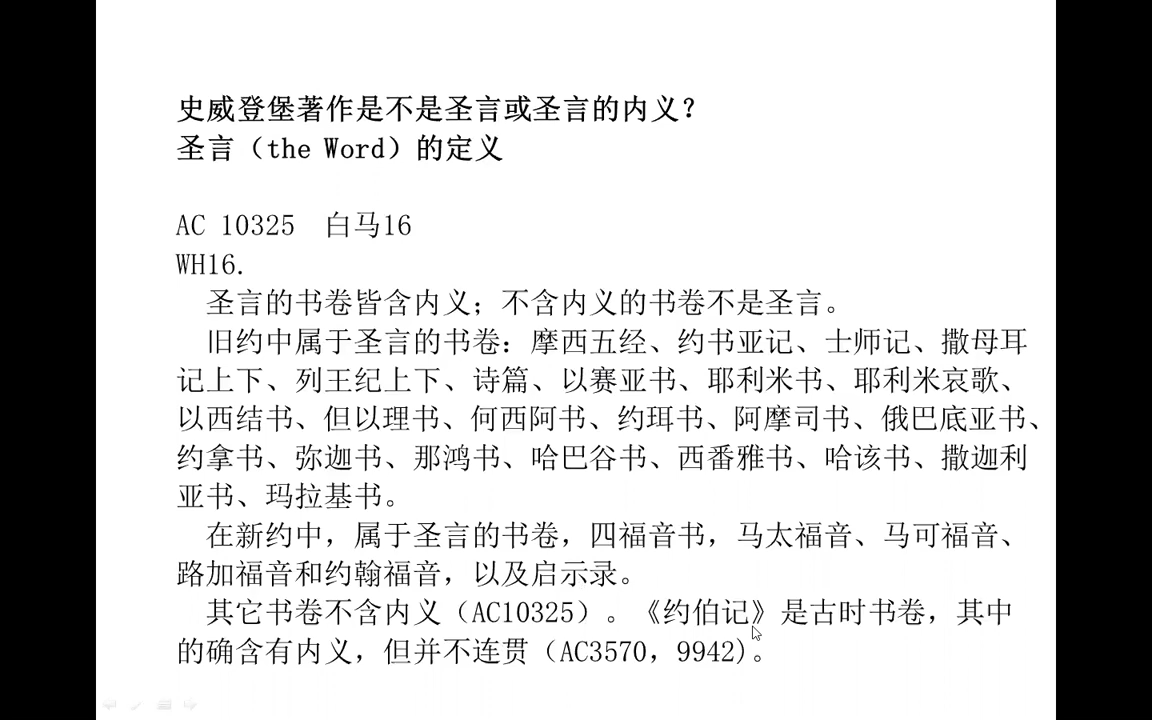 史威登堡著作是不是圣言或圣言的内义？
圣言（the Word）的定义
AC 10325 白马16
WH16.
圣言的书卷皆含内义；不含内义的书卷不是圣言。
旧约中属于圣言的书卷：摩西五经、约书亚记、士师记、撒母耳
记上下、列王纪上下、诗篇、以赛亚书、耶利米书、耶利米哀歌、
以西结书、但以理书、何西阿书、约珥书、阿摩司书、俄巴底亚书、
约拿书、弥迦书、那鸿书、哈巴谷书、西番雅书、哈该书、撒迦利
亚书、玛拉基书。
在新约中，属于圣言的书卷，四福音书，马太福音、马可福音、
路加福音和约翰福音，以及启示录。
其它书卷不含内义（AC10325）。《约伯记》是古时书卷，其中
的确含有内义，但并不连贯（AC3570，9942)。